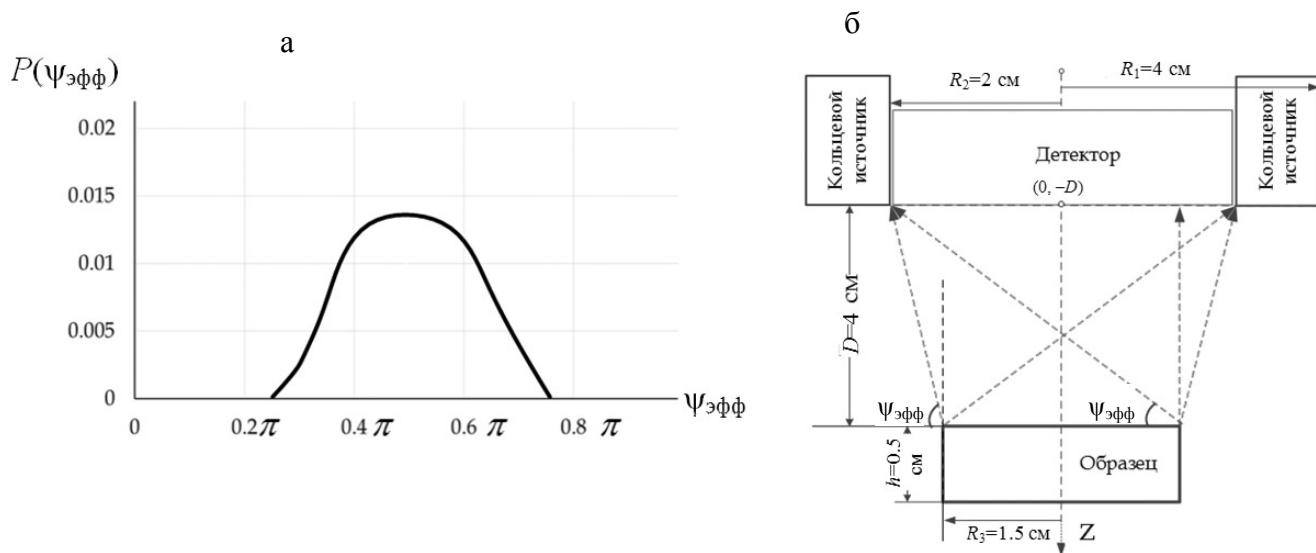 а
P(ψэфф)
0.02
0.015
0.01
0.005
0
0
0.2π
0.4 π
0.6 π
0.8 π
ψэфф
б
R₂=2 см
R₁=4 см
Кольцевой
источник
Детектор
(0, −D)
Кольцевой
источник
D=4 см
ψэфф
ψэфф
h=0.5
см
Образец
R₃=1.5 см
Z